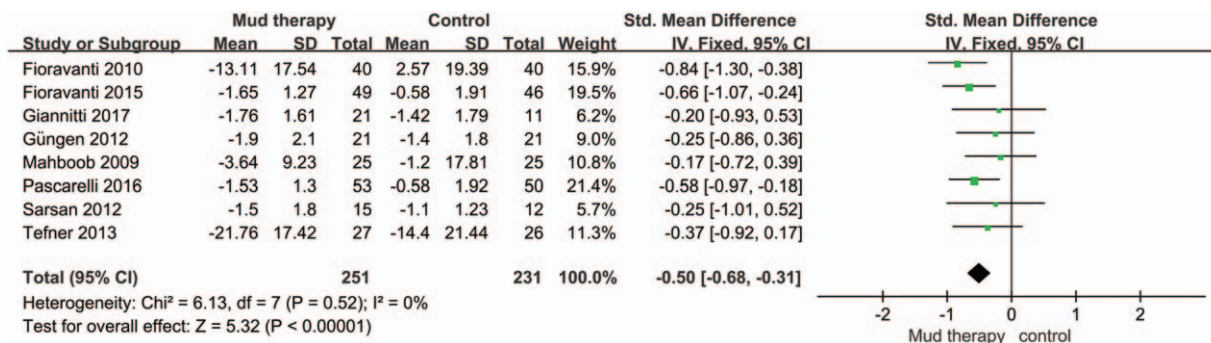 Mud therapy Control Std. Mean Difference Std. Mean Difference
Study or Subgroup Mean SD Total Mean SD Total Weight IV. Fixed. 95% CI IV. Fixed. 95% CI
Fioravanti 2010 -13.11 17.54 40 2.57 19.39 40 15.9% -0.84 [-1.30, -0.38]
Fioravanti 2015 -1.65 1.27 49 -0.58 1.91 46 19.5% -0.66 [-1.07, -0.24]
Giannitti 2017 -1.76 1.61 21 -1.42 1.79 11 6.2% -0.20 [-0.93, 0.53]
Güngen 2012 -1.9 2.1 21 -1.4 1.8 21 9.0% -0.25 [-0.86, 0.36]
Mahboob 2009 -3.64 9.23 25 -1.2 17.81 25 10.8% -0.17 [-0.72, 0.39]
Pascarelli 2016 -1.53 1.3 53 -0.58 1.92 50 21.4% -0.58 [-0.97, -0.18]
Sarsan 2012 -1.5 1.8 15 -1.1 1.23 12 5.7% -0.25 [-1.01, 0.52]
Tefner 2013 -21.76 17.42 27 -14.4 21.44 26 11.3% -0.37 [-0.92, 0.17]
Total (95% CI) 251 231 100.0% -0.50 [-0.68, -0.31]
Heterogeneity: Chi² = 6.13, df = 7 (P = 0.52); I² = 0%
Test for overall effect: Z = 5.32 (P < 0.00001)
-2 -1 0 1 2
Mud therapy control